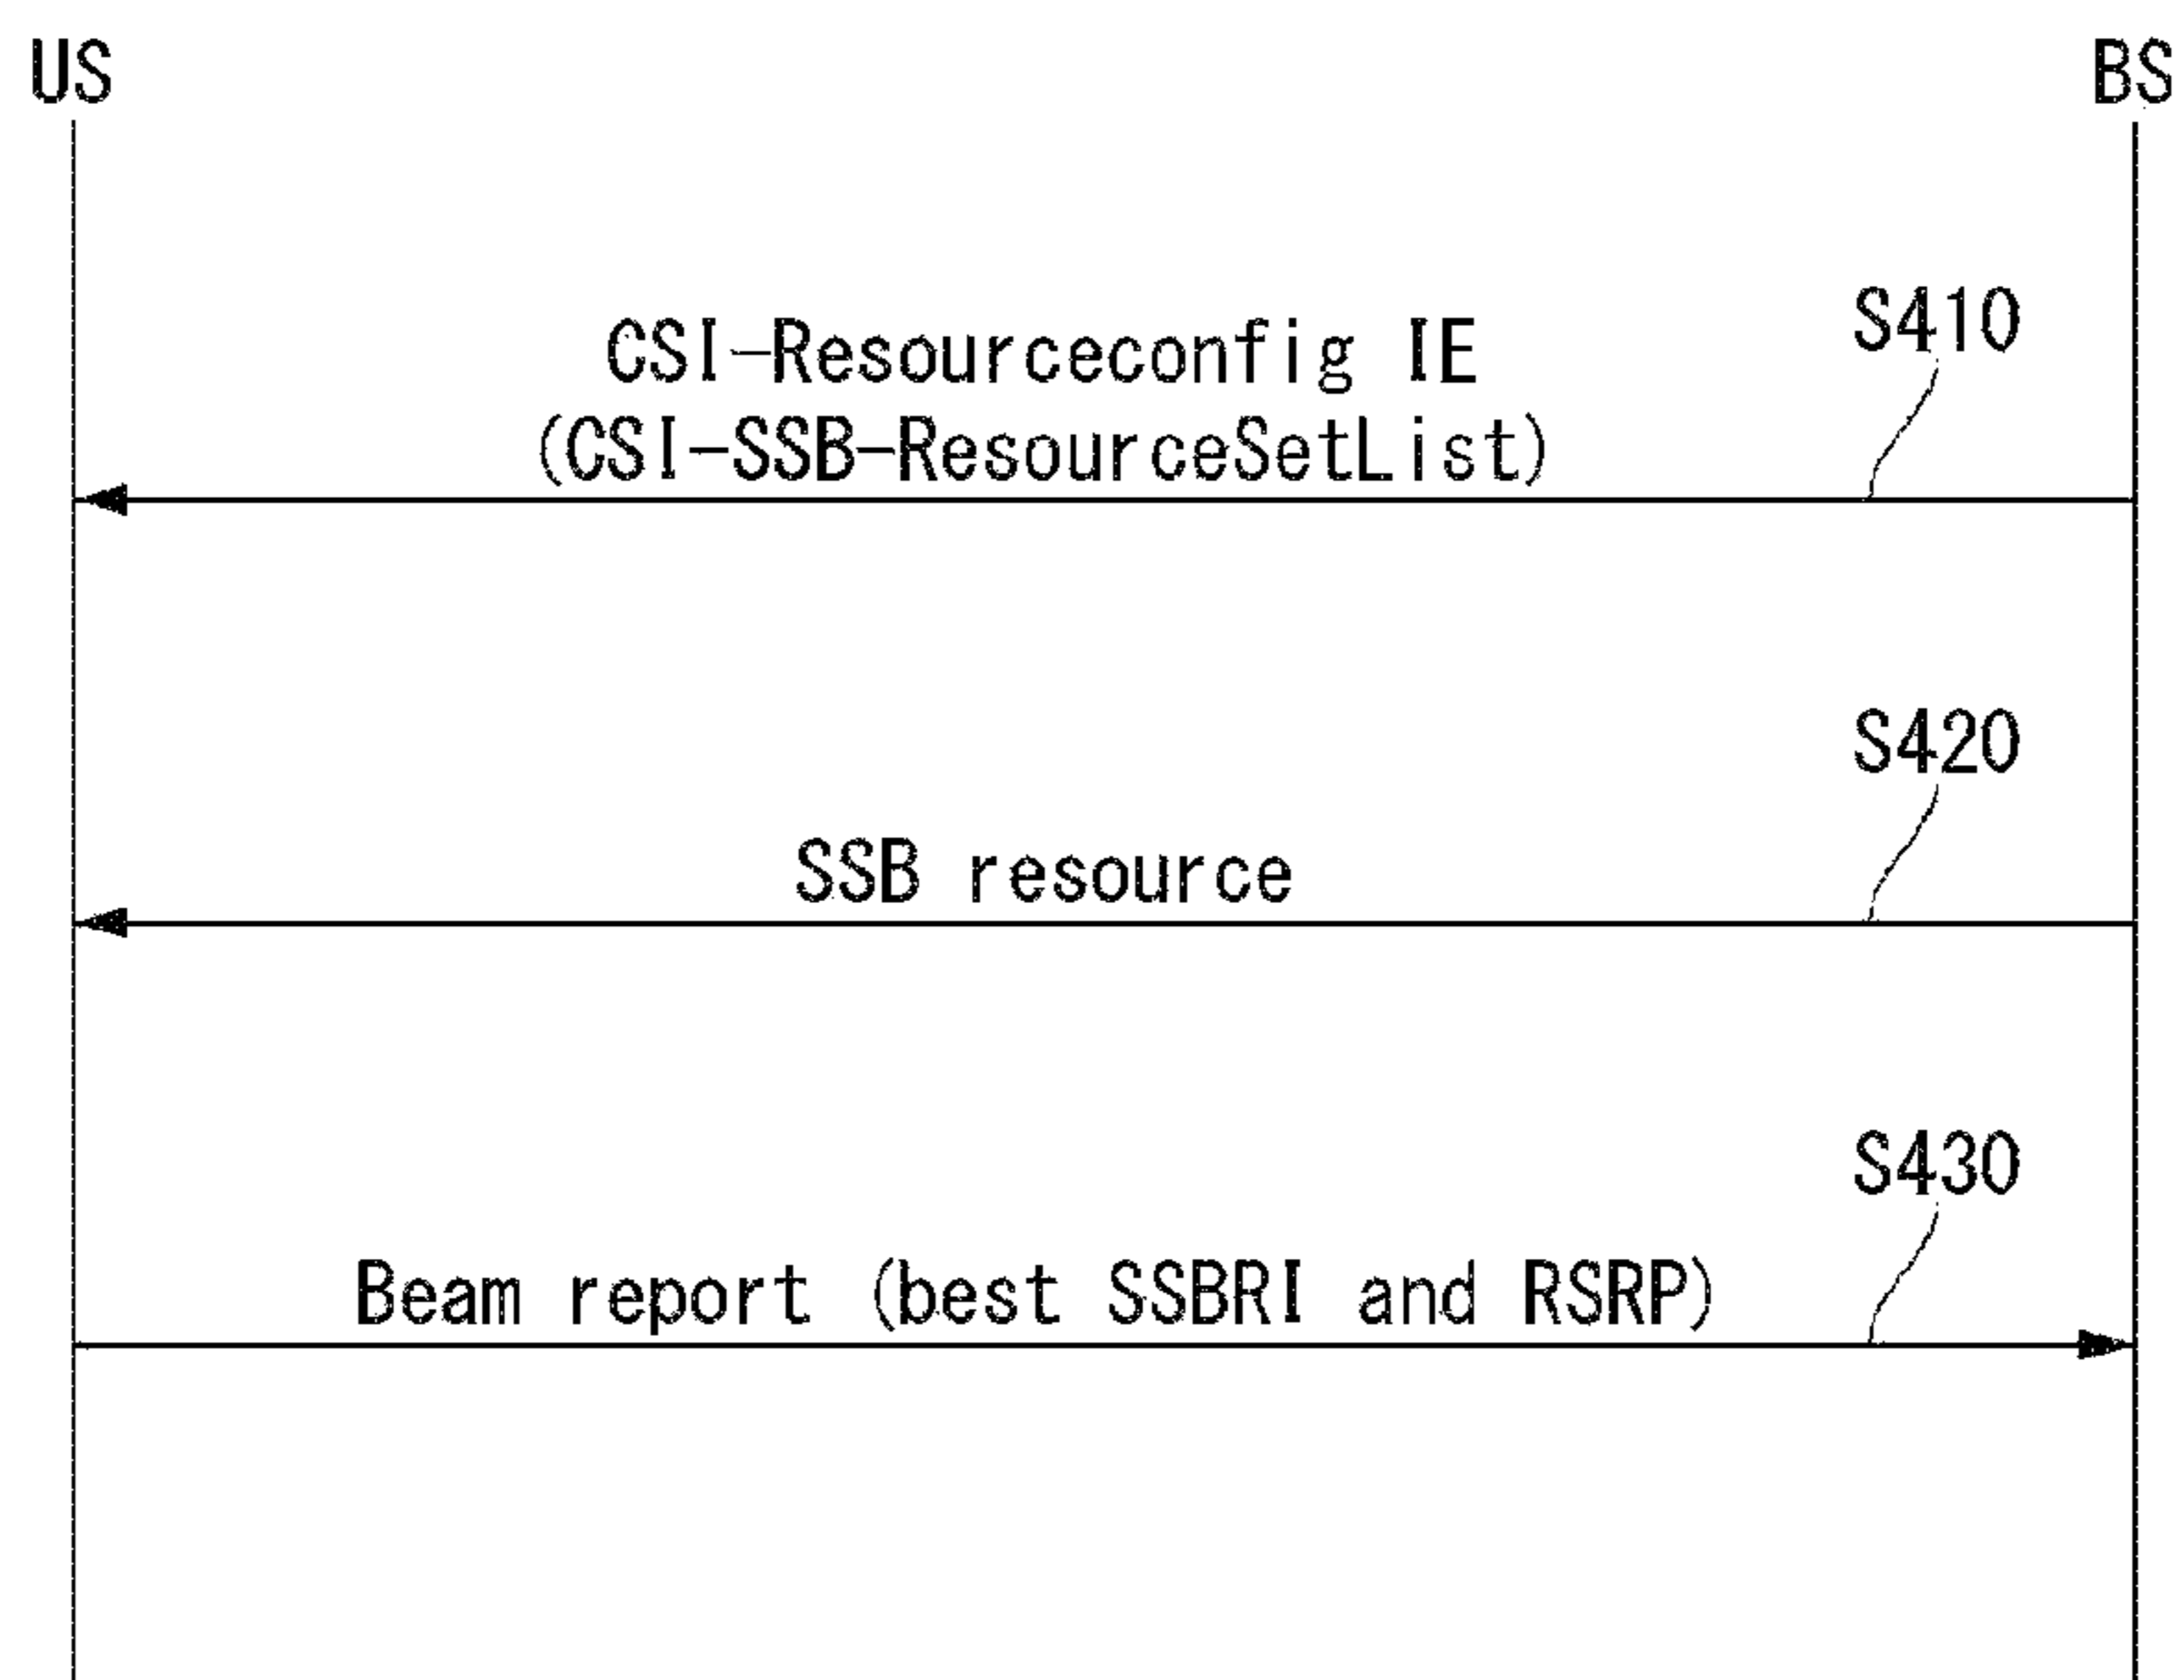 US
BS
S410
CSI-Resourceconfig IE
(CSI-SSB-ResourceSetList)
S420
SSB resource
S430
Beam report (best SSBRI and RSRP)